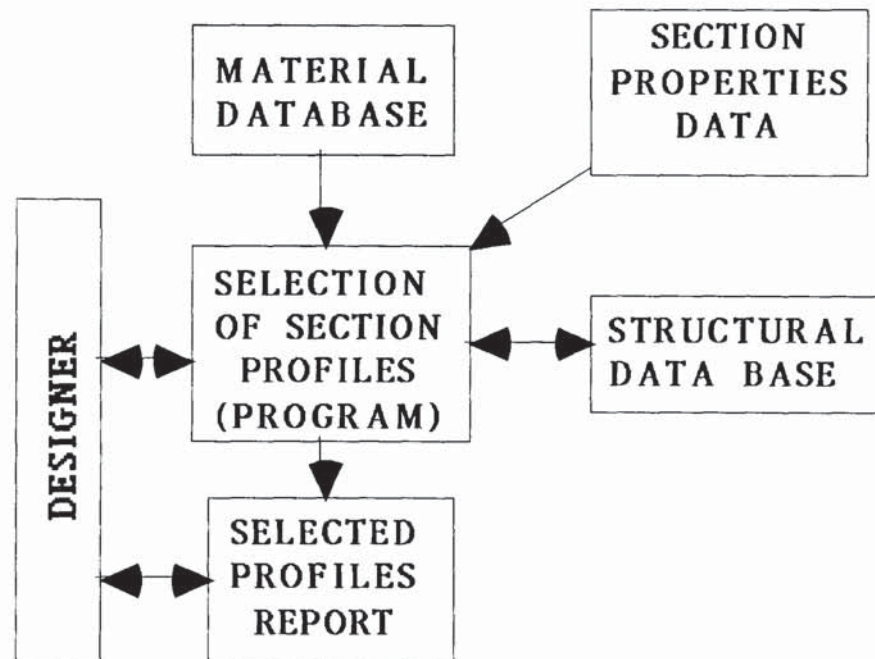 MATERIAL
DATABASE
SECTION
PROPERTIES
DATA
DESIGNER
SELECTION
OF SECTION
PROFILES
(PROGRAM)
STRUCTURAL
DATA BASE
SELECTED
PROFILES
REPORT